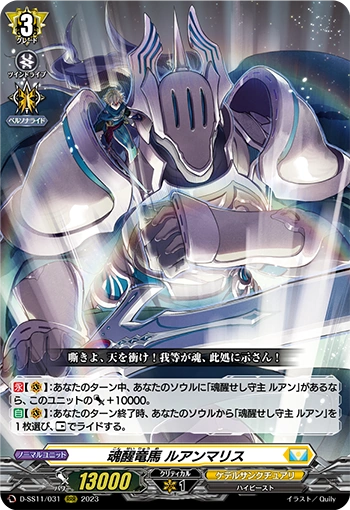 3
グレード
ツインドライブ
ペルソナライド
嘶きよ、天を衝け！我等が魂、此処に示さん！
永【V】：あなたのターン中、あなたのソウルに「魂醒せし守主 ルアン」があるな
ら、このユニットのパワー＋10000。
自【V】：あなたのターン終了時、あなたのソウルから「魂醒せし守主 ルアン」を
１枚選び、Vでライドする。
ノーマルユニット
魂醒竜馬 ルアンマリス
パワー 13000
クリティカル
1
ケテルサンクチュアリ
ハイビースト
D-SS11/031 RRR 2023
イラスト／Quily